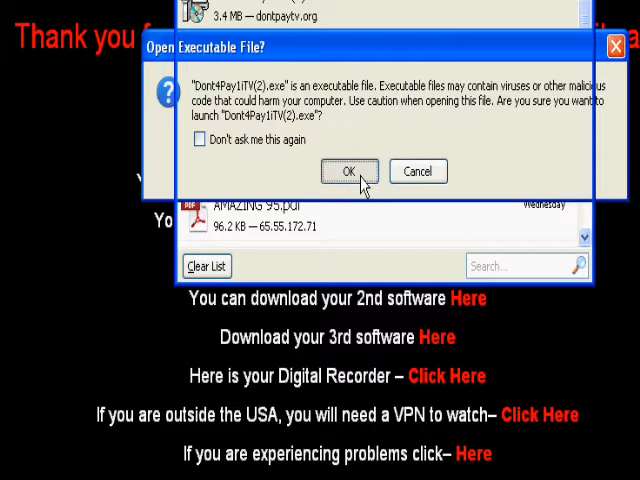 3.4 MB — dontpaytv.org
Thank you f
Open Executable File?
"Dont4Pay1iTV(2).exe" is an executable file. Executable files may contain viruses or other malicious
code that could harm your computer. Use caution when opening this file. Are you sure you want to
launch "Dont4Pay1iTV(2).exe"?
Don't ask me this again
OK
Cancel
AMAZING 95.pdf
Wednesday
PDF
96.2 KB — 65.55.172.71
Yo
Clear List
Search...
You can download your 2nd software Here
Download your 3rd software Here
Here is your Digital Recorder – Click Here
If you are outside the USA, you will need a VPN to watch– Click Here
If you are experiencing problems click– Here